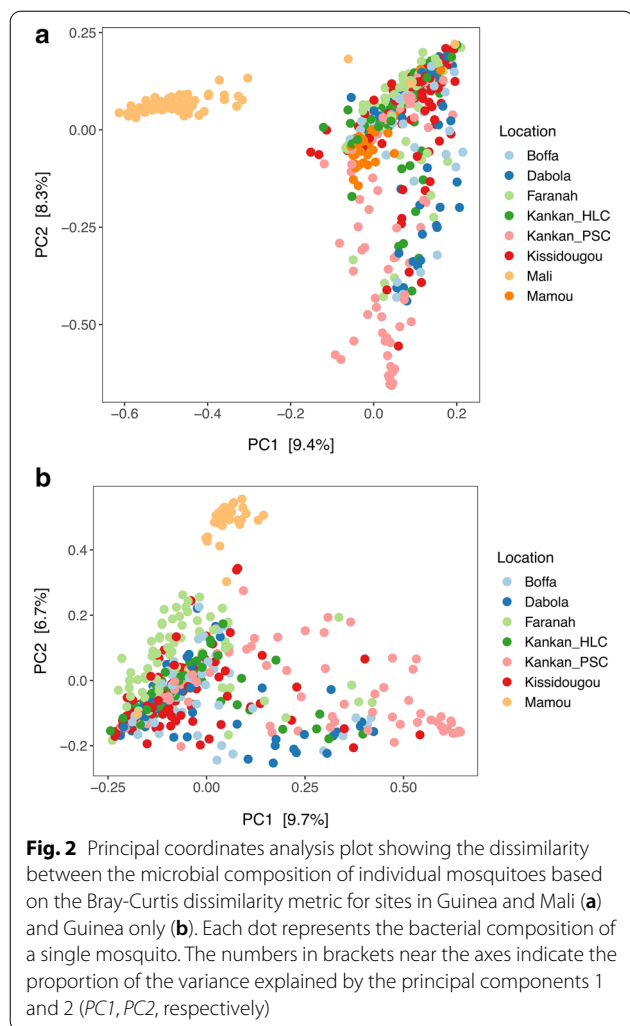 a
0.25
0.00
−0.25
−0.50
PC2 [8.3%]
−0.6 −0.4 −0.2 0.0 0.2
PC1 [9.4%]
Location
Boffa
Dabola
Faranah
Kankan_HLC
Kankan_PSC
Kissidougou
Mali
Mamou
b
0.4
0.2
0.0
−0.2
PC2 [6.7%]
−0.25 0.00 0.25 0.50
PC1 [9.7%]
Location
Boffa
Dabola
Faranah
Kankan_HLC
Kankan_PSC
Kissidougou
Mamou
Fig. 2 Principal coordinates analysis plot showing the dissimilarity
between the microbial composition of individual mosquitoes based
on the Bray-Curtis dissimilarity metric for sites in Guinea and Mali (a)
and Guinea only (b). Each dot represents the bacterial composition of
a single mosquito. The numbers in brackets near the axes indicate the
proportion of the variance explained by the principal components 1
and 2 (PC1, PC2, respectively)